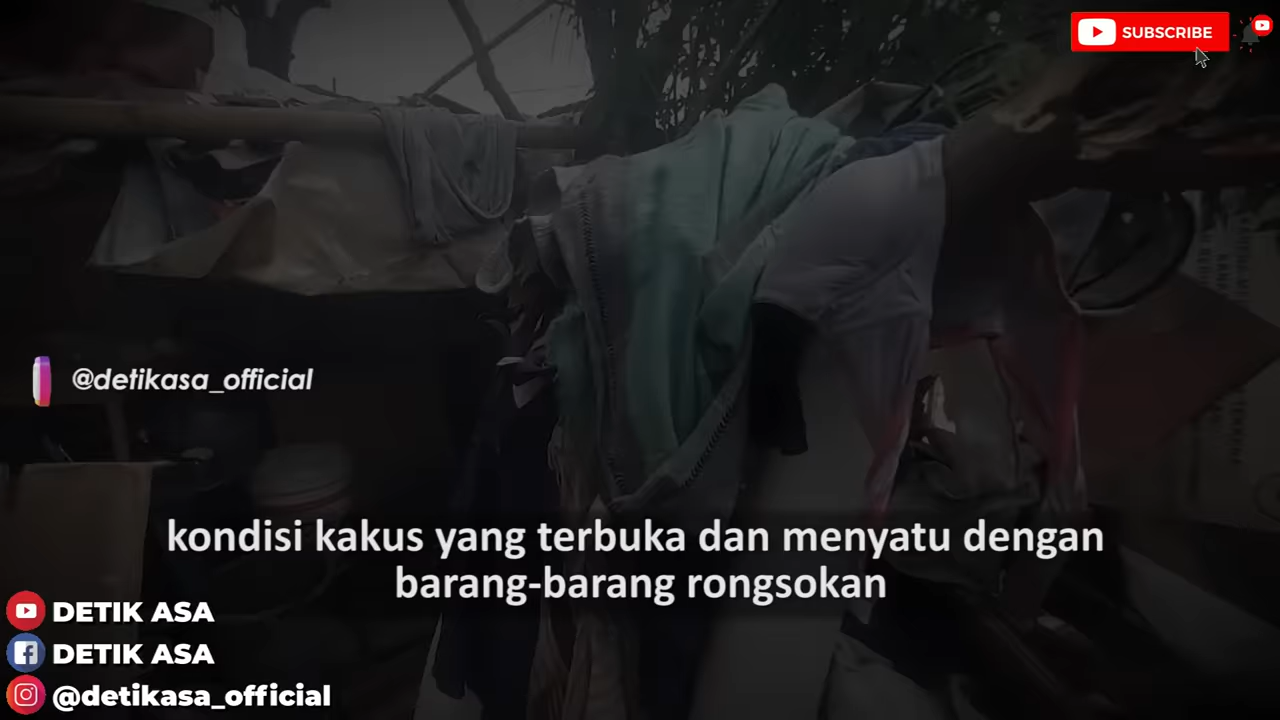 SUBSCRIBE
@detikasa_official
kondisi kakus yang terbuka dan menyatu dengan
barang-barang rongsokan
DETIK ASA
DETIK ASA
@detikasa_official